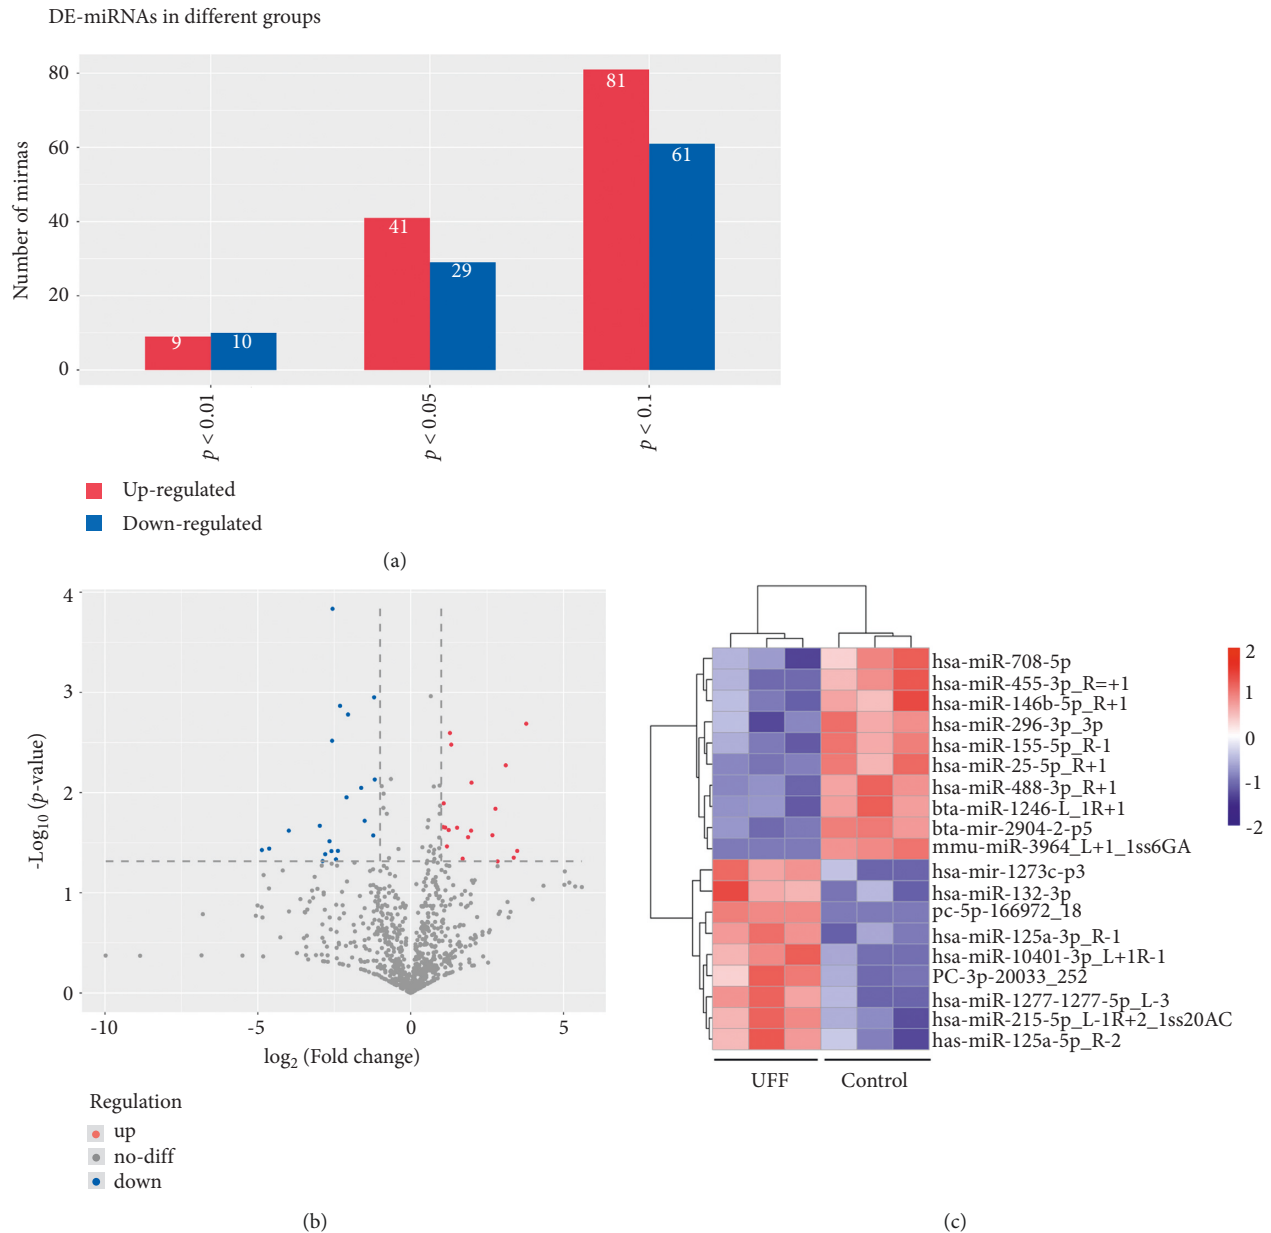 DE-miRNAs in different groups
Number of mirnas
80
60
40
20
0
9
10
41
29
81
61
p < 0.01
p < 0.05
p < 0.1
Up-regulated
Down-regulated
(a)
-Log10 (p-value)
4
3
2
1
0
-10
-5
0
5
log2 (Fold change)
Regulation
up
no-diff
down
(b)
hsa-miR-708-5p
hsa-miR-455-3p_R=+1
hsa-miR-146b-5p_R+1
hsa-miR-296-3p_3p
hsa-miR-155-5p_R-1
hsa-miR-25-5p_R+1
hsa-miR-488-3p_R+1
bta-miR-1246-L_1R+1
bta-mir-2904-2-p5
mmu-miR-3964_L+1_1ss6GA
hsa-mir-1273c-p3
hsa-miR-132-3p
pc-5p-166972_18
hsa-miR-125a-3p_R-1
hsa-miR-10401-3p_L+1R-1
PC-3p-20033_252
hsa-miR-1277-1277-5p_L-3
hsa-miR-215-5p_L-1R+2_1ss20AC
has-miR-125a-5p_R-2
UFF
Control
2
1
0
-1
-2
(c)